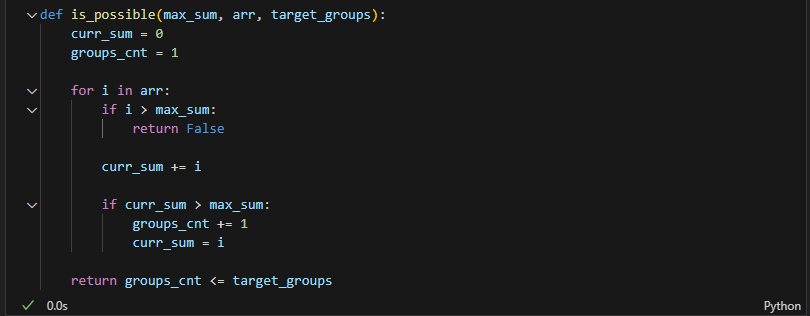 def is_possible(max_sum, arr, target_groups):
    curr_sum = 0
    groups_cnt = 1
    for i in arr:
        if i > max_sum:
            return False
        curr_sum += i
        if curr_sum > max_sum:
            groups_cnt += 1
            curr_sum = i
    return groups_cnt <= target_groups
0.0s
Python